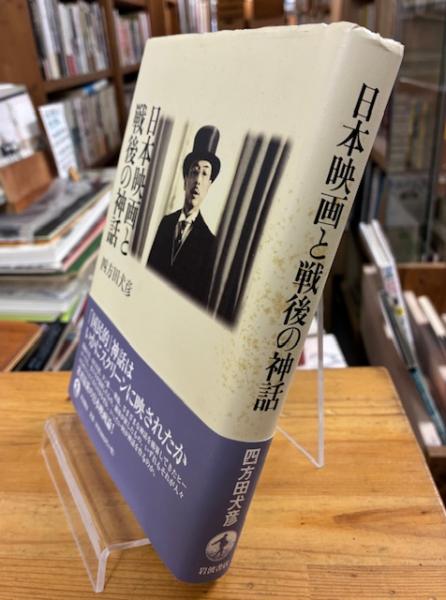 日本映画と
戦後の神話
四方田犬彦
「国民的」神話は
いかにスクリーンに映されたか
日本映画と戦後の神話
四方田犬彦
岩波書店